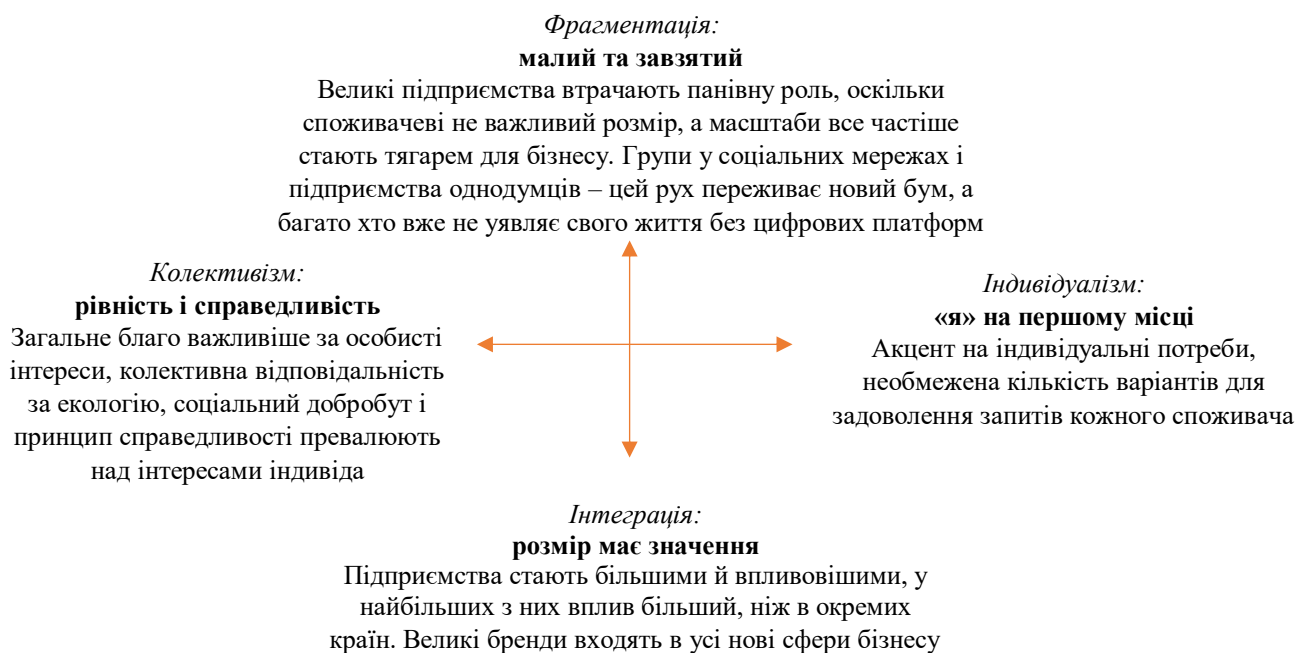 Фрагментація:
малий та завзятий
Великі підприємства втрачають панівну роль, оскільки
споживачеві не важливий розмір, а масштаби все частіше
стають тягарем для бізнесу. Групи у соціальних мережах і
підприємства однодумців – цей рух переживає новий бум, а
багато хто вже не уявляє свого життя без цифрових платформ
Колективізм:
рівність і справедливість
Загальне благо важливіше за особисті
інтереси, колективна відповідальність
за екологію, соціальний добробут і
принцип справедливості превалюють
над інтересами індивіда
Індивідуалізм:
«я» на першому місці
Акцент на індивідуальні потреби,
необмежена кількість варіантів для
задоволення запитів кожного споживача
Інтеграція:
розмір має значення
Підприємства стають більшими й впливовішими, у
найбільших з них вплив більший, ніж в окремих
країн. Великі бренди входять в усі нові сфери бізнесу